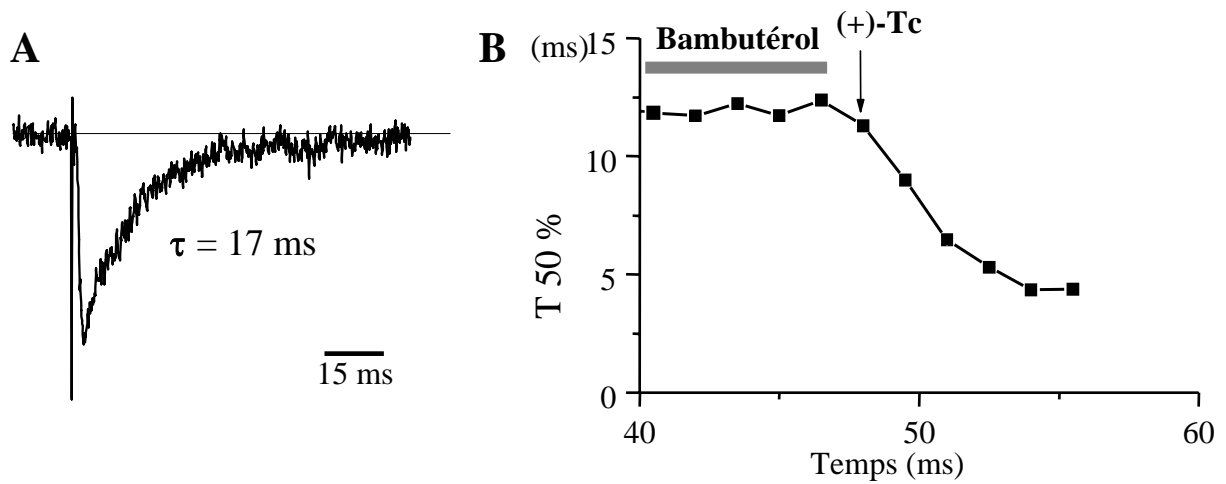 A
τ = 17 ms
15 ms
B
(ms)
(+)-Tc
Bambutérol
T 50 %
15
10
5
0
40
50
60
Temps (ms)